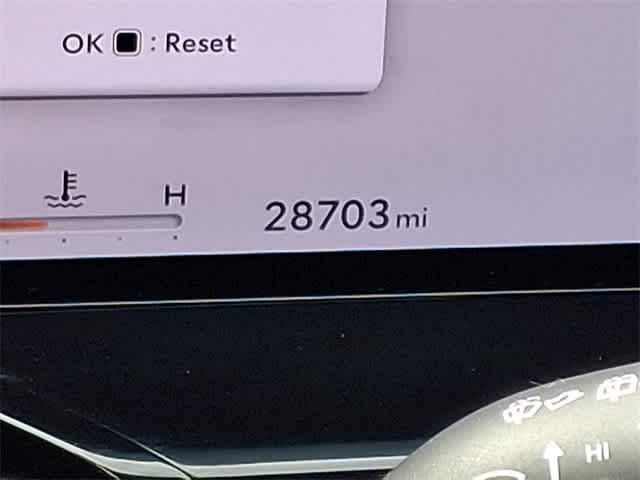 OK : Reset
H
28703 mi
HI